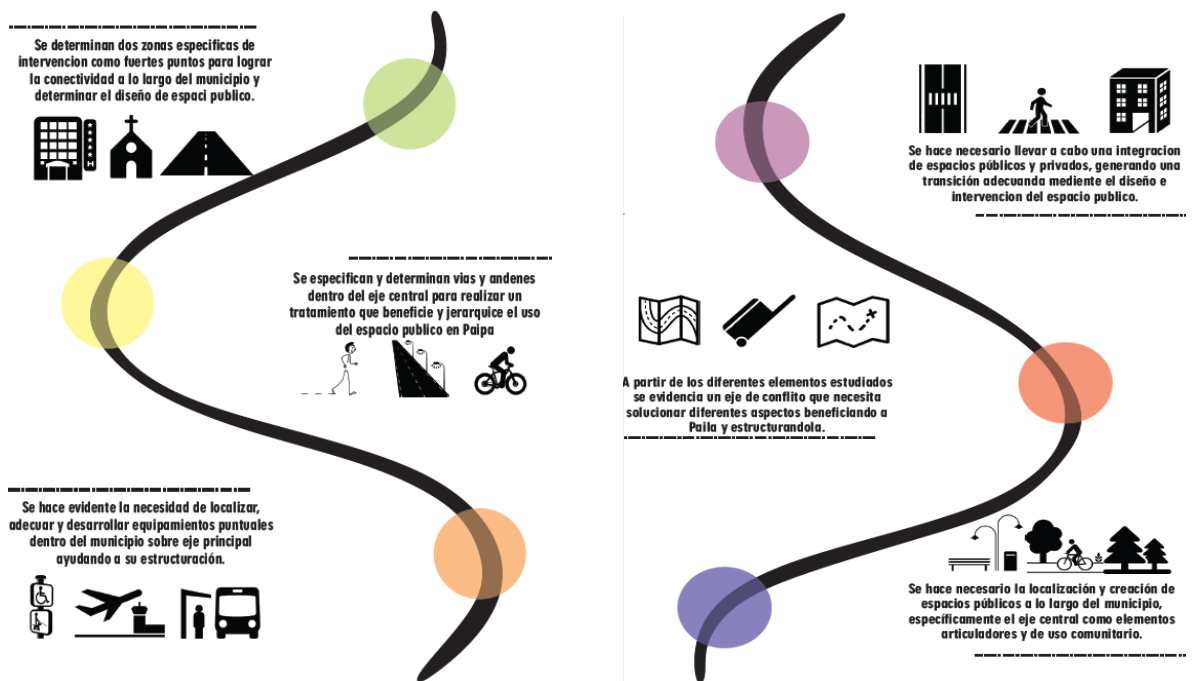 Se determinan dos zonas especificas de
intervencion como fuertes puntos para lograr
la conectividad a lo largo del municipio y
determinar el diseño de espaci publico.
Se especifican y determinan vias y andenes
dentro del eje central para realizar un
tratamiento que beneficie y jerarquice el uso
del espacio publico en Paipa
Se hace evidente la necesidad de localizar,
adecuar y desarrollar equipamientos puntuales
dentro del municipio sobre eje principal
ayudando a su estructuración.
Se hace necesario llevar a cabo una integracion
de espacios públicos y privados, generando una
transición adecuanda mediente el diseño e
intervencion del espacio publico.
A partir de los diferentes elementos estudiados
se evidencia un eje de conflito que necesita
solucionar diferentes aspectos beneficiando a
Paila y estructurandola.
Se hace necesario la localización y creación de
espacios públicos a lo largo del municipio,
específicamente el eje central como elementos
articuladores y de uso comunitario.